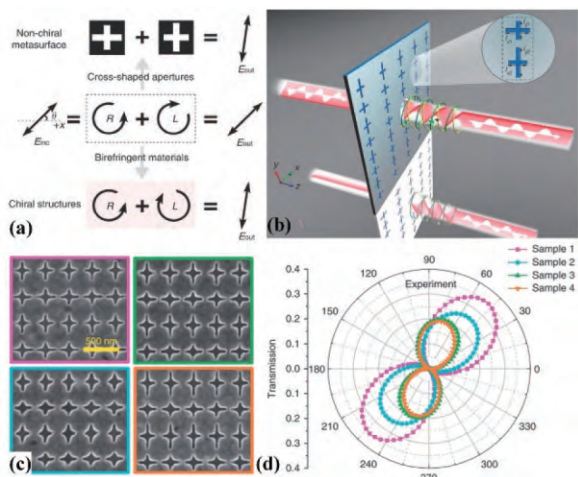 Non-chiral
metasurface
+
=
Eout
Cross-shaped apertures
Einc
θ
+x
=
R
+
L
=
Eout
Birefringent materials
Chiral structures
R
+
L
=
Eout
(a)
y
x
z
(b)
500 nm
(c)
Sample 1
Sample 2
Sample 3
Sample 4
Experiment
90
120
60
150
30
180
0
210
330
240
300
270
0.4
0.3
0.2
0.1
0.0
0.1
0.2
0.3
0.4
Transmission
(d)